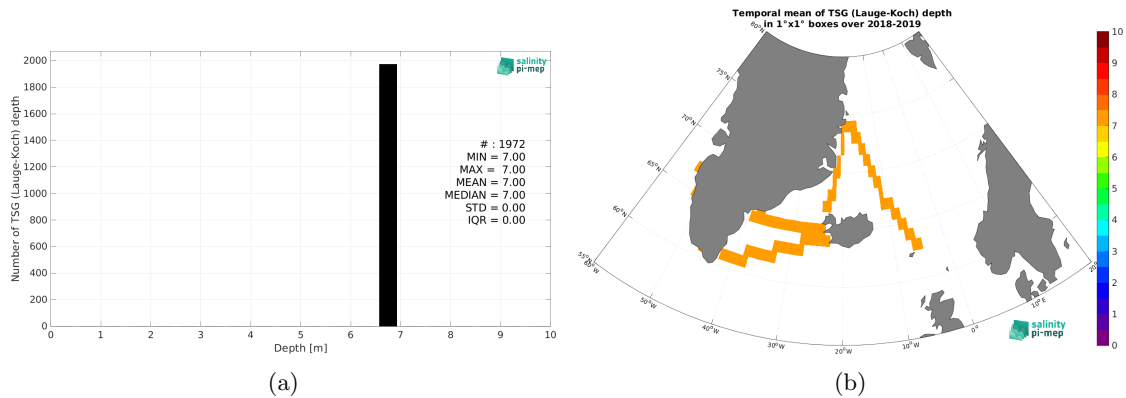 2000
1800
1600
1400
1200
1000
800
600
400
200
0
Number of TSG (Lauge-Koch) depth
salinity
pi-mep
# : 1972
MIN = 7.00
MAX = 7.00
MEAN = 7.00
MEDIAN = 7.00
STD = 0.00
IQR = 0.00
0 1 2 3 4 5 6 7 8 9 10
Depth [m]
(a)
Temporal mean of TSG (Lauge-Koch) depth
in 1°x1° boxes over 2018-2019
80°N
75°N
70°N
65°N
60°N
55°N
60°W
50°W
40°W
30°W
20°W
10°W
0°
10°E
20°
salinity
pi-mep
10
9
8
7
6
5
4
3
2
1
0
(b)